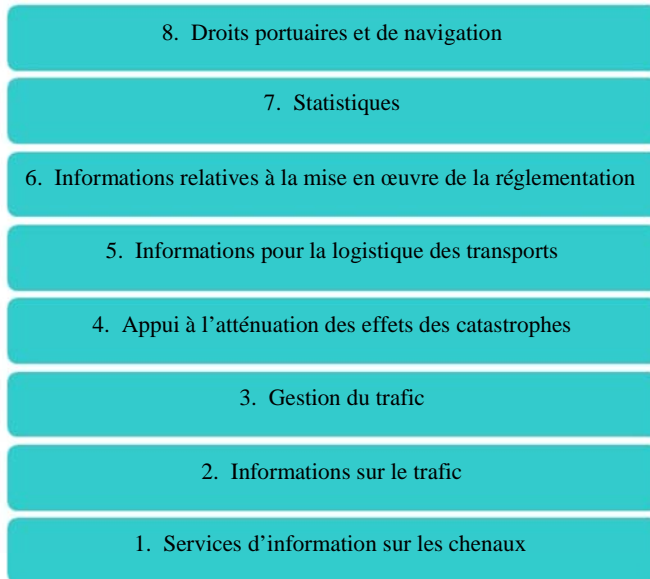 8. Droits portuaires et de navigation
7. Statistiques
6. Informations relatives à la mise en œuvre de la réglementation
5. Informations pour la logistique des transports
4. Appui à l’atténuation des effets des catastrophes
3. Gestion du trafic
2. Informations sur le trafic
1. Services d’information sur les chenaux